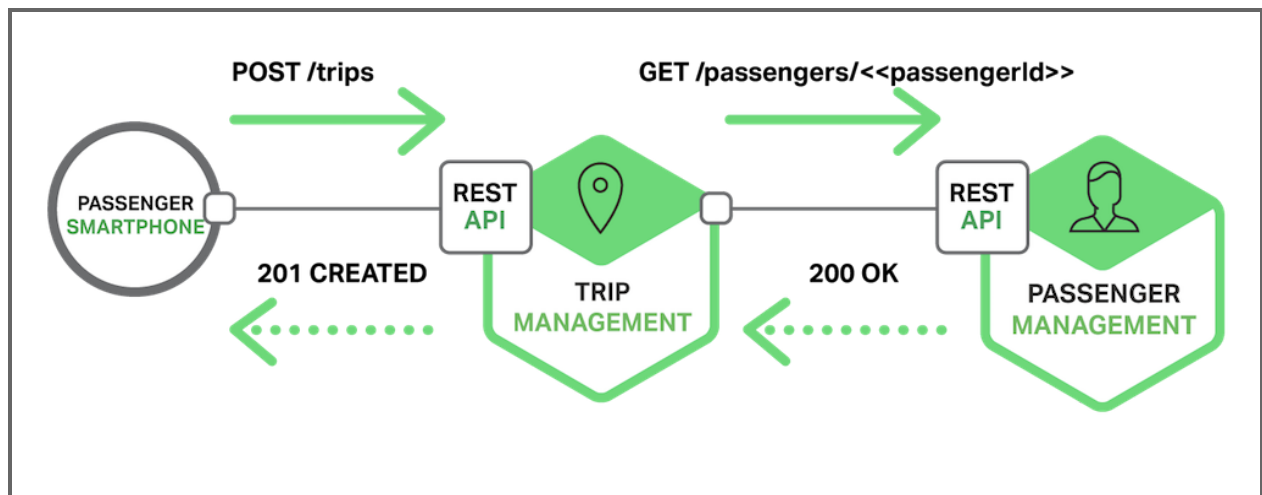 POST /trips
GET /passengers/<<passengerId>>
PASSENGER
SMARTPHONE
REST
API
REST
API
201 CREATED
TRIP
MANAGEMENT
200 OK
PASSENGER
MANAGEMENT